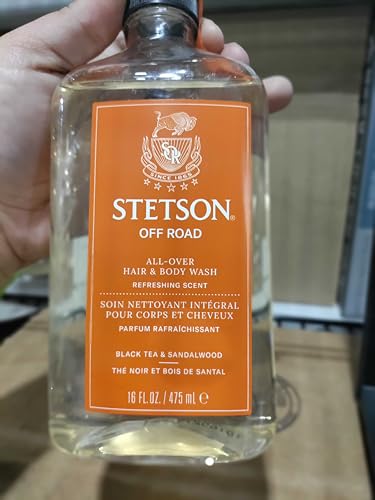 SR
SINCE 1865
STETSON®
OFF ROAD
ALL-OVER
HAIR & BODY WASH
REFRESHING SCENT
SOIN NETTOYANT INTÉGRAL
POUR CORPS ET CHEVEUX
PARFUM RAFRAÎCHISSANT
BLACK TEA & SANDALWOOD
THÉ NOIR ET BOIS DE SANTAL
16 FL.OZ. / 475 mL ℮